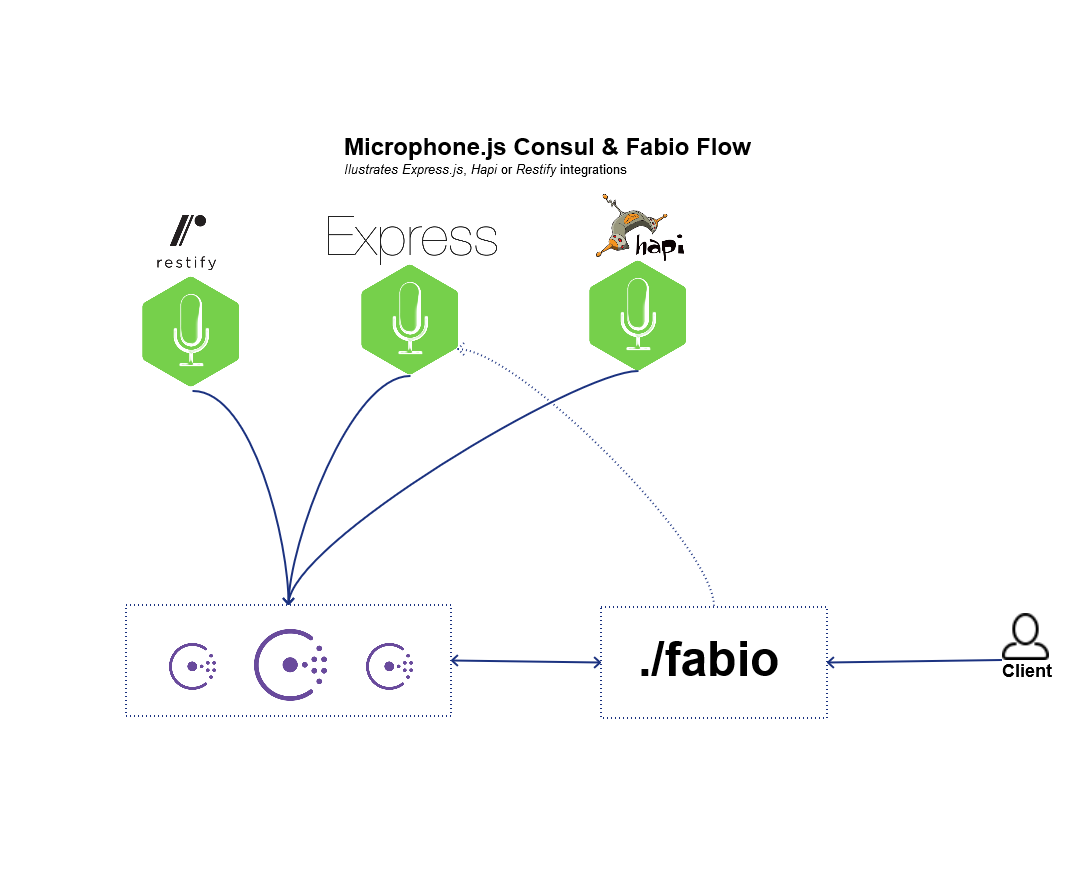 Microphone.js Consul & Fabio Flow
Ilustrates Express.js, Hapi or Restify integrations
restify
Express
hapi
./fabio
Client